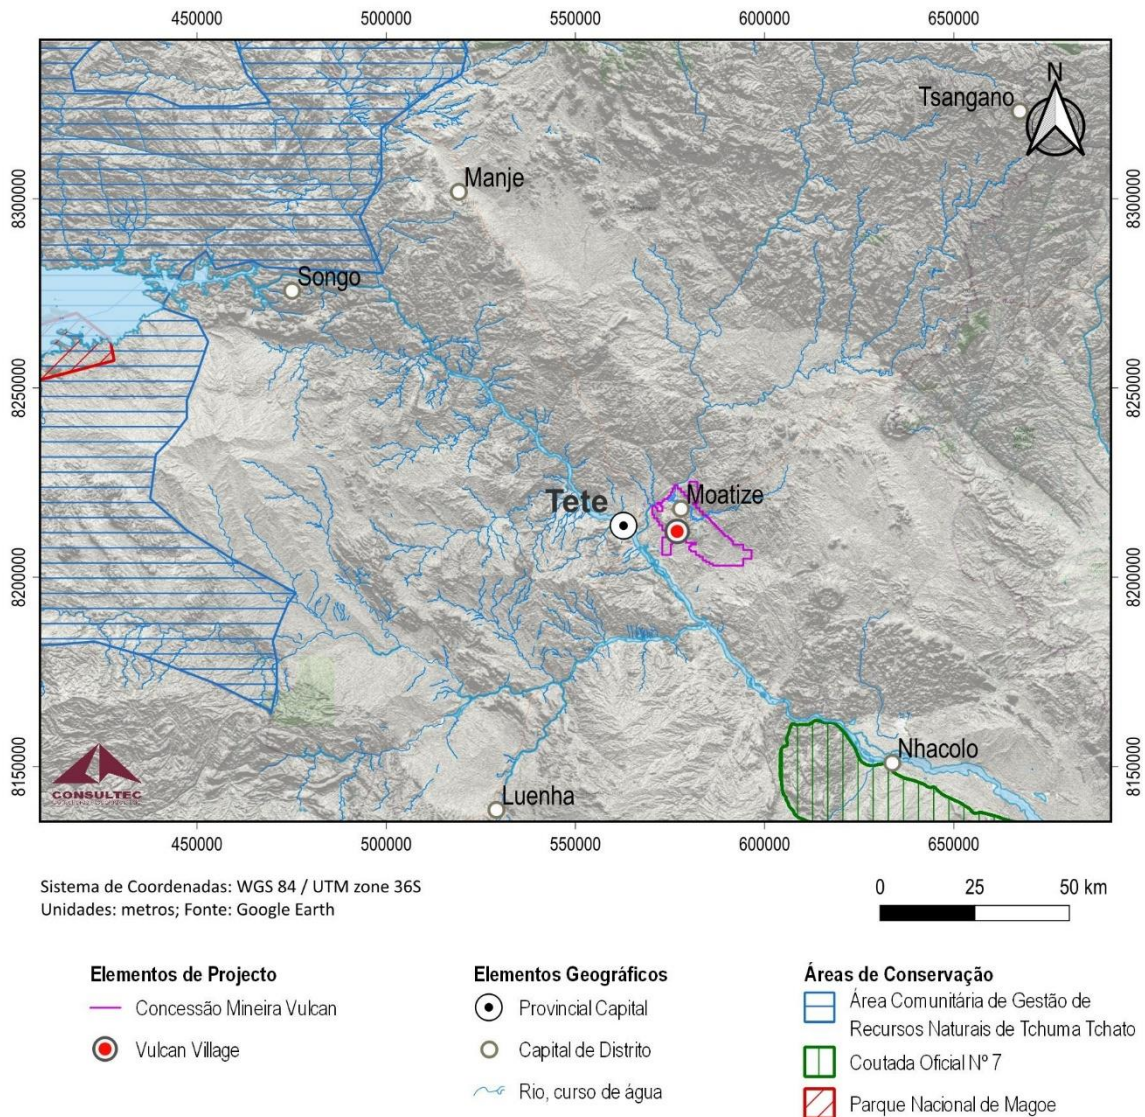 450000 500000 550000 600000 650000
N
Tsangano
Manje
8300000 8300000
Songo
8250000 8250000
Moatize
Tete
8200000 8200000
Nhacolo
8150000 8150000
CONSULTEC
Luenha
450000 500000 550000 600000 650000
Sistema de Coordenadas: WGS 84 / UTM zone 36S
Unidades: metros; Fonte: Google Earth
0 25 50 km
Elementos de Projecto
Concessão Mineira Vulcan
Vulcan Village
Elementos Geográficos
Provincial Capital
Capital de Distrito
Rio, curso de água
Áreas de Conservação
Área Comunitária de Gestão de
Recursos Naturais de Tchuma Tchato
Coutada Oficial Nº 7
Parque Nacional de Magoe